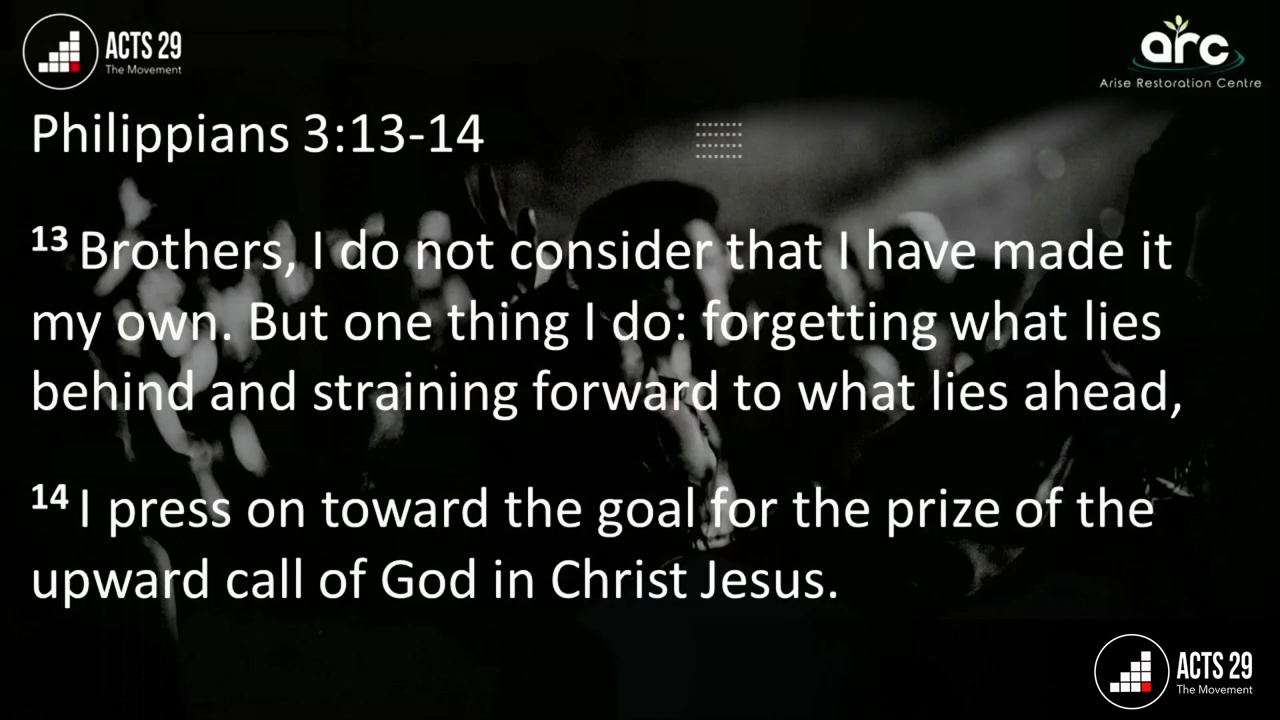 ACTS 29
The Movement
arc
Arise Restoration Centre
Philippians 3:13-14
13 Brothers, I do not consider that I have made it
my own. But one thing I do: forgetting what lies
behind and straining forward to what lies ahead,
14 I press on toward the goal for the prize of the
upward call of God in Christ Jesus.
ACTS 29
The Movement